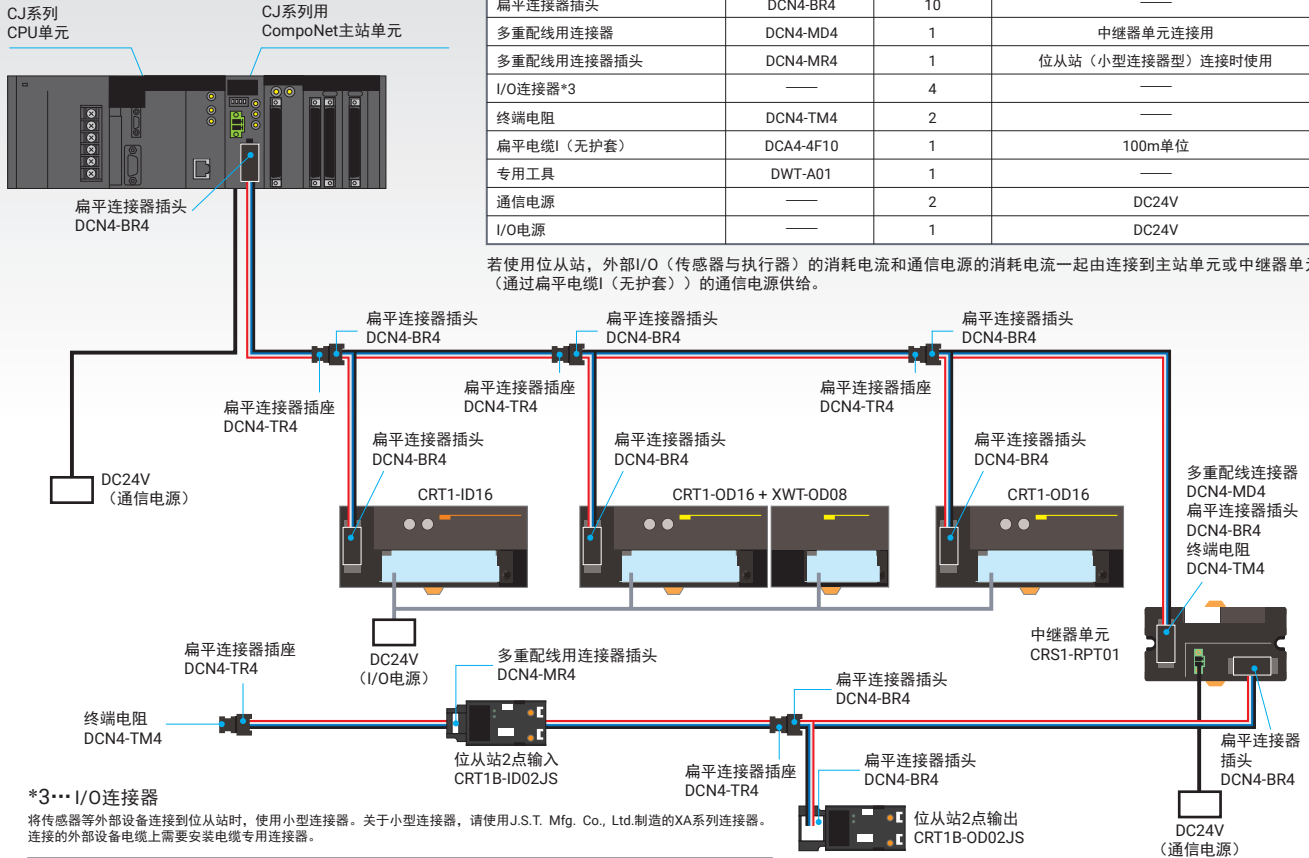 CJ系列
CPU单元
CJ系列用
CompoNet主站单元
扁平连接器插头 DCN4-BR4 10 ——
多重配线用连接器 DCN4-MD4 1 中继器单元连接用
多重配线用连接器插头 DCN4-MR4 1 位从站（小型连接器型）连接时使用
I/O连接器*3 —— 4 ——
终端电阻 DCN4-TM4 2 ——
扁平电缆I（无护套） DCA4-4F10 1 100m单位
专用工具 DWT-A01 1 ——
通信电源 —— 2 DC24V
I/O电源 —— 1 DC24V
若使用位从站，外部I/O（传感器与执行器）的消耗电流和通信电源的消耗电流一起由连接到主站单元或中继器单
（通过扁平电缆I（无护套））的通信电源供给。
扁平连接器插头
DCN4-BR4
扁平连接器插头
DCN4-BR4
扁平连接器插头
DCN4-BR4
扁平连接器插头
DCN4-BR4
扁平连接器插座
DCN4-TR4
扁平连接器插座
DCN4-TR4
扁平连接器插座
DCN4-TR4
扁平连接器插头
DCN4-BR4
扁平连接器插头
DCN4-BR4
扁平连接器插头
DCN4-BR4
DC24V
（通信电源）
CRT1-ID16
CRT1-OD16 + XWT-OD08
CRT1-OD16
多重配线连接器
DCN4-MD4
扁平连接器插头
DCN4-BR4
终端电阻
DCN4-TM4
中继器单元
CRS1-RPT01
DC24V
（I/O电源）
扁平连接器插座
DCN4-TR4
多重配线用连接器插头
DCN4-MR4
扁平连接器插头
DCN4-BR4
终端电阻
DCN4-TM4
位从站2点输入
CRT1B-ID02JS
扁平连接器插座
DCN4-TR4
扁平连接器插头
DCN4-BR4
扁平连接器
插头
DCN4-BR4
位从站2点输出
CRT1B-OD02JS
DC24V
（通信电源）
*3…I/O连接器
将传感器等外部设备连接到位从站时，使用小型连接器。关于小型连接器，请使用J.S.T. Mfg. Co., Ltd.制造的XA系列连接器。
连接的外部设备电缆上需要安装电缆专用连接器。